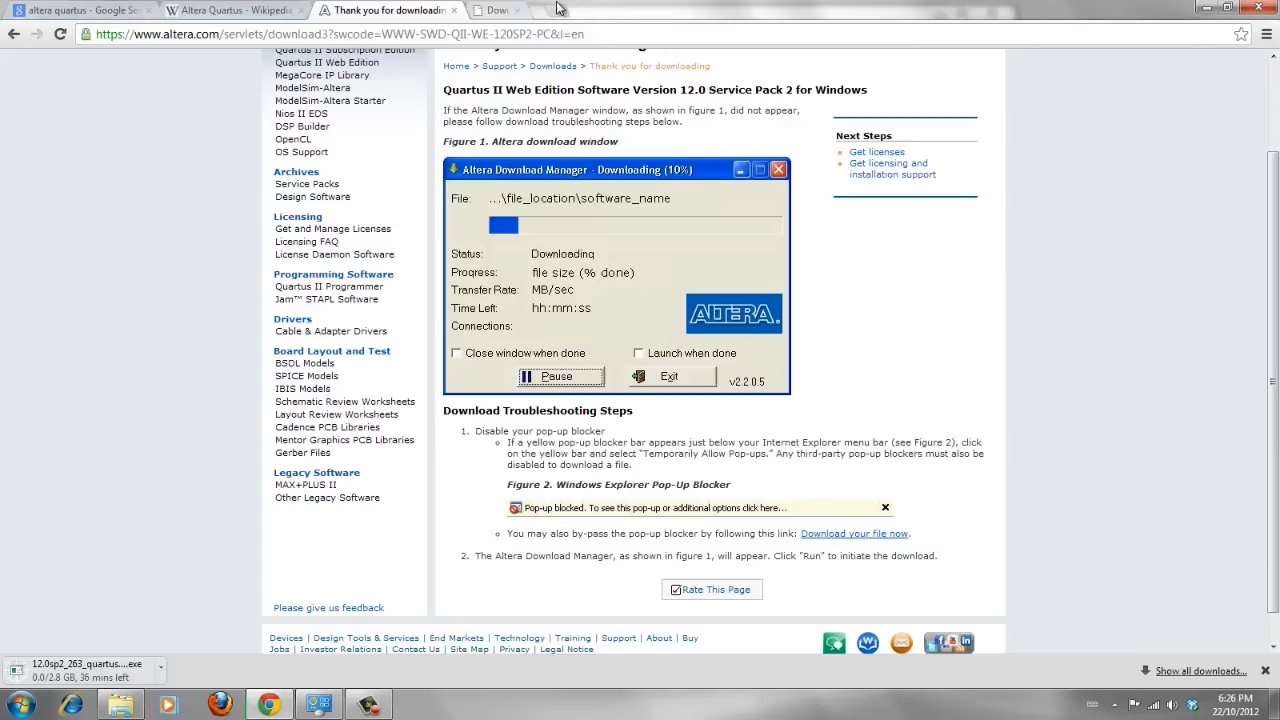 altera quartus - Google Sea
Altera Quartus - Wikipedia
Thank you for downloadin
Dow
https://www.altera.com/servlets/download3?swcode=WWW-SWD-QII-WE-120SP2-PC&l=en
Quartus II Subscription Edition
Quartus II Web Edition
MegaCore IP Library
ModelSim-Altera
ModelSim-Altera Starter
Nios II EDS
DSP Builder
OpenCL
OS Support
Archives
Service Packs
Design Software
Licensing
Get and Manage Licenses
Licensing FAQ
License Daemon Software
Programming Software
Quartus II Programmer
Jam™ STAPL Software
Drivers
Cable & Adapter Drivers
Board Layout and Test
BSDL Models
SPICE Models
IBIS Models
Schematic Review Worksheets
Layout Review Worksheets
Cadence PCB Libraries
Mentor Graphics PCB Libraries
Gerber Files
Legacy Software
MAX+PLUS II
Other Legacy Software
Please give us feedback
Home > Support > Downloads > Thank you for downloading
Quartus II Web Edition Software Version 12.0 Service Pack 2 for Windows
If the Altera Download Manager window, as shown in figure 1, did not appear,
please follow download troubleshooting steps below.
Figure 1. Altera download window
Altera Download Manager - Downloading (10%)
File: ...\file_location\software_name
Status: Downloading
Progress: file size (% done)
Transfer Rate: MB/sec
Time Left: hh:mm:ss
Connections:
ALTERA.
Close window when done Launch when done
Pause Exit v2.2.0.5
Next Steps
Get licenses
Get licensing and
installation support
Download Troubleshooting Steps
1. Disable your pop-up blocker
If a yellow pop-up blocker bar appears just below your Internet Explorer menu bar (see Figure 2), click
on the yellow bar and select “Temporarily Allow Pop-ups.” Any third-party pop-up blockers must also be
disabled to download a file.
Figure 2. Windows Explorer Pop-Up Blocker
Pop-up blocked. To see this pop-up or additional options click here...
You may also by-pass the pop-up blocker by following this link: Download your file now.
2. The Altera Download Manager, as shown in figure 1, will appear. Click "Run" to initiate the download.
Rate This Page
Devices | Design Tools & Services | End Markets | Technology | Training | Support | About | Buy
Jobs | Investor Relations | Contact Us | Site Map | Privacy | Legal Notice
12.0sp2_263_quartus....exe
0.0/2.8 GB, 36 mins left
Show all downloads...
6:26 PM
22/10/2012